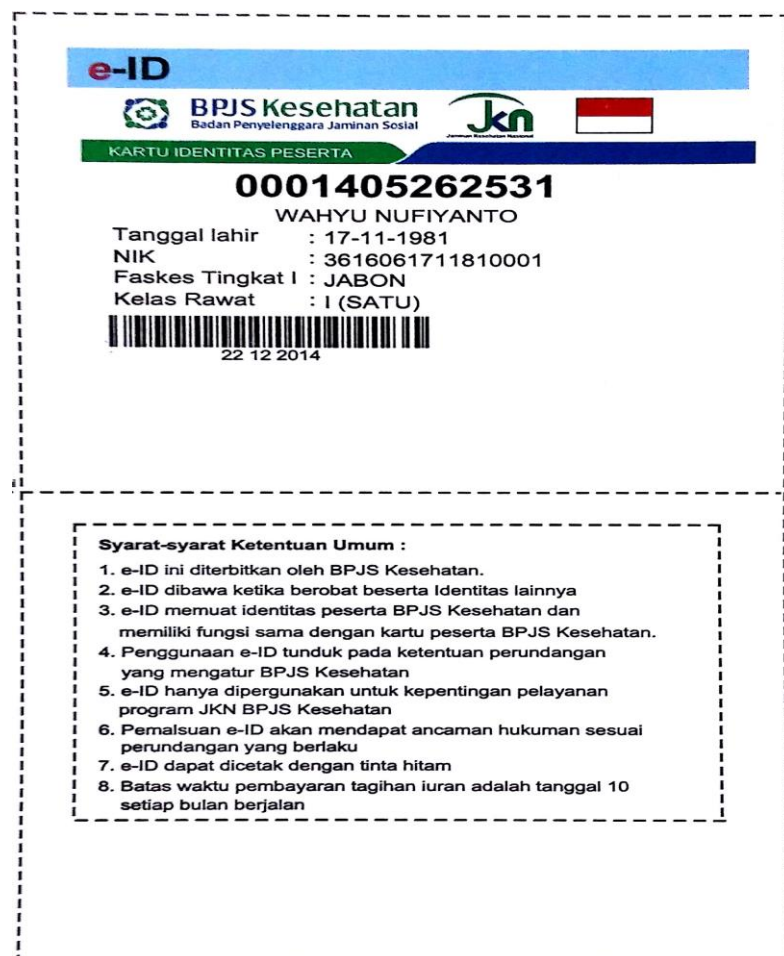 e-ID
BPJS Kesehatan
Badan Penyelenggara Jaminan Sosial
Jkn
Jaminan Kesehatan Nasional
KARTU IDENTITAS PESERTA
0001405262531
WAHYU NUFIYANTO
Tanggal lahir : 17-11-1981
NIK : 3616061711810001
Faskes Tingkat I : JABON
Kelas Rawat : I (SATU)
22 12 2014
Syarat-syarat Ketentuan Umum :
1. e-ID ini diterbitkan oleh BPJS Kesehatan.
2. e-ID dibawa ketika berobat beserta Identitas lainnya
3. e-ID memuat identitas peserta BPJS Kesehatan dan
memiliki fungsi sama dengan kartu peserta BPJS Kesehatan.
4. Penggunaan e-ID tunduk pada ketentuan perundangan
yang mengatur BPJS Kesehatan
5. e-ID hanya dipergunakan untuk kepentingan pelayanan
program JKN BPJS Kesehatan
6. Pemalsuan e-ID akan mendapat ancaman hukuman sesuai
perundangan yang berlaku
7. e-ID dapat dicetak dengan tinta hitam
8. Batas waktu pembayaran tagihan iuran adalah tanggal 10
setiap bulan berjalan